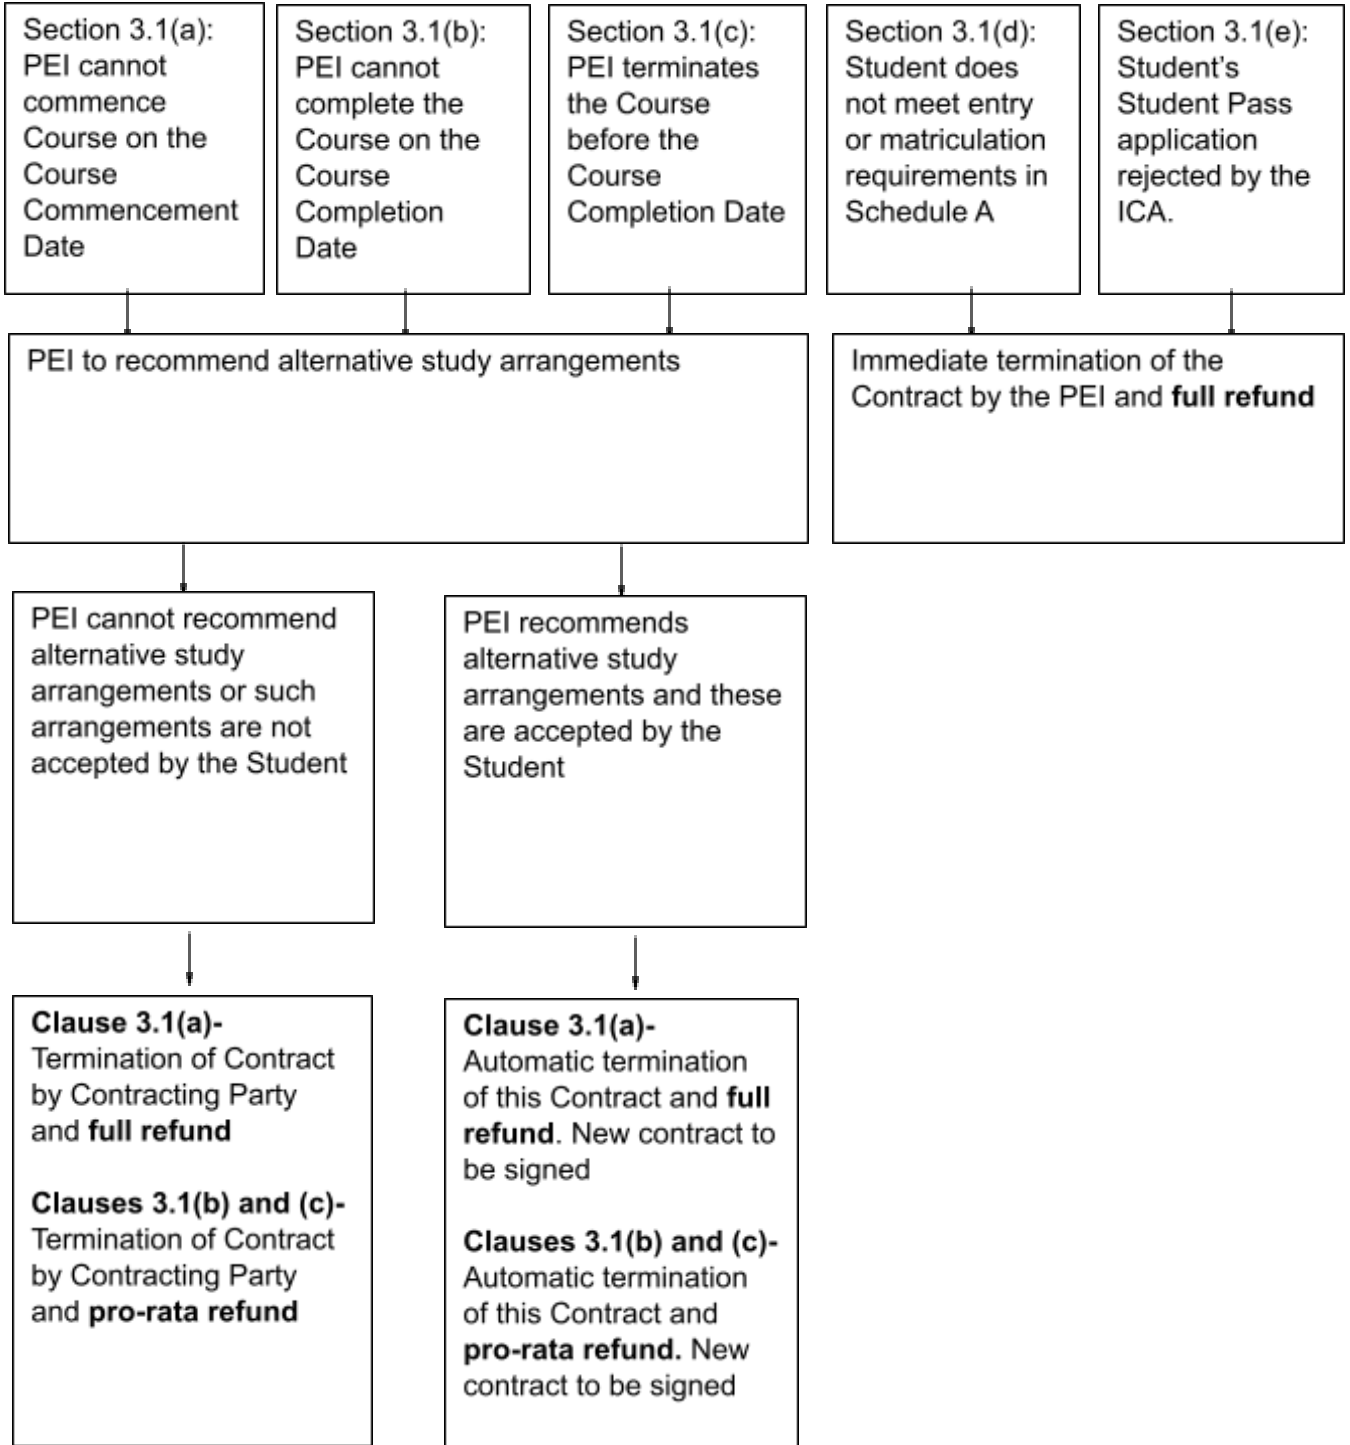 Section 3.1(a):
PEI cannot
commence
Course on the
Course
Commencement
Date
Section 3.1(b):
PEI cannot
complete the
Course on the
Course
Completion
Date
Section 3.1(c):
PEI terminates
the Course
before the
Course
Completion Date
Section 3.1(d):
Student does
not meet entry
or matriculation
requirements in
Schedule A
Section 3.1(e):
Student’s
Student Pass
application
rejected by the
ICA.
PEI to recommend alternative study arrangements
Immediate termination of the
Contract by the PEI and full refund
PEI cannot recommend
alternative study
arrangements or such
arrangements are not
accepted by the Student
PEI recommends
alternative study
arrangements and these
are accepted by the
Student
Clause 3.1(a)-
Termination of Contract
by Contracting Party
and full refund
Clauses 3.1(b) and (c)-
Termination of Contract
by Contracting Party
and pro-rata refund
Clause 3.1(a)-
Automatic termination
of this Contract and full
refund. New contract to
be signed
Clauses 3.1(b) and (c)-
Automatic termination
of this Contract and
pro-rata refund. New
contract to be signed